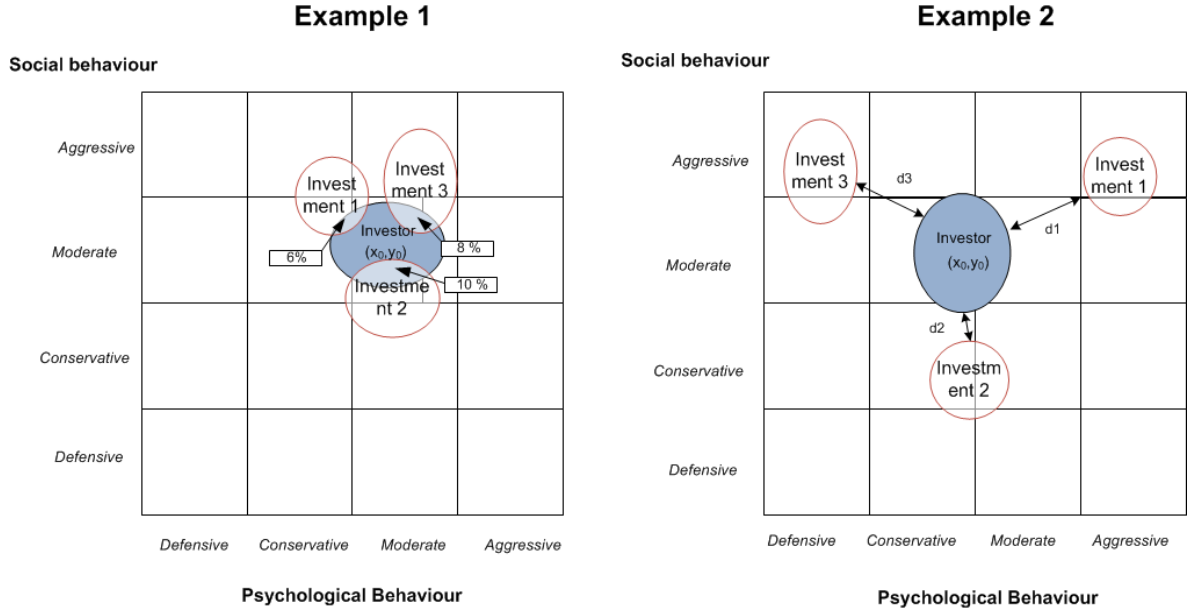 Example 1
Social behaviour
Aggressive
Moderate
Conservative
Defensive
Invest
ment 1
Invest
ment 3
Investor
(x0,y0)
6%
8 %
10 %
Investme
nt 2
Defensive Conservative Moderate Aggressive
Psychological Behaviour
Example 2
Social behaviour
Aggressive
Moderate
Conservative
Defensive
Invest
ment 3
d3
Invest
ment 1
d1
Investor
(x0,y0)
d2
Investm
ent 2
Defensive Conservative Moderate Aggressive
Psychological Behaviour